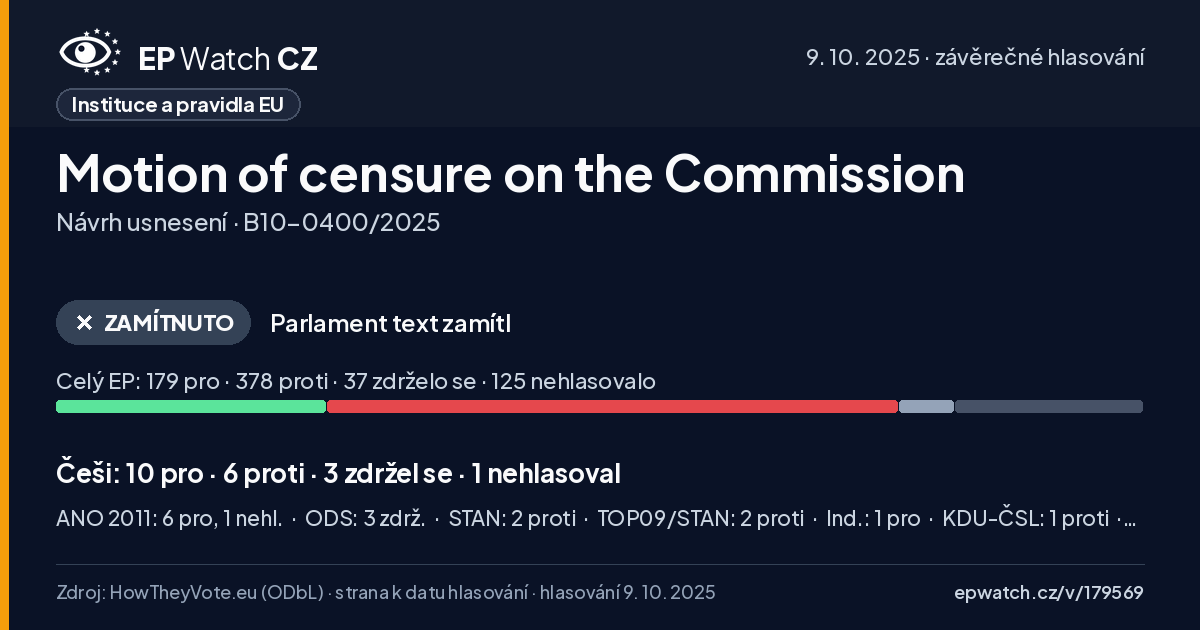 EP Watch CZ
9. 10. 2025 · závěrečné hlasování
Instituce a pravidla EU
Motion of censure on the Commission
Návrh usnesení · B10-0400/2025
✕ ZAMÍTNUTO
Parlament text zamítl
Celý EP: 179 pro · 378 proti · 37 zdrželo se · 125 nehlasovalo
Češi: 10 pro · 6 proti · 3 zdržel se · 1 nehlasoval
ANO 2011: 6 pro, 1 nehl. · ODS: 3 zdrž. · STAN: 2 proti · TOP09/STAN: 2 proti · Ind.: 1 pro · KDU-ČSL: 1 proti ·…
Zdroj: HowTheyVote.eu (ODbL) · strana k datu hlasování · hlasování 9. 10. 2025
epwatch.cz/v/179569